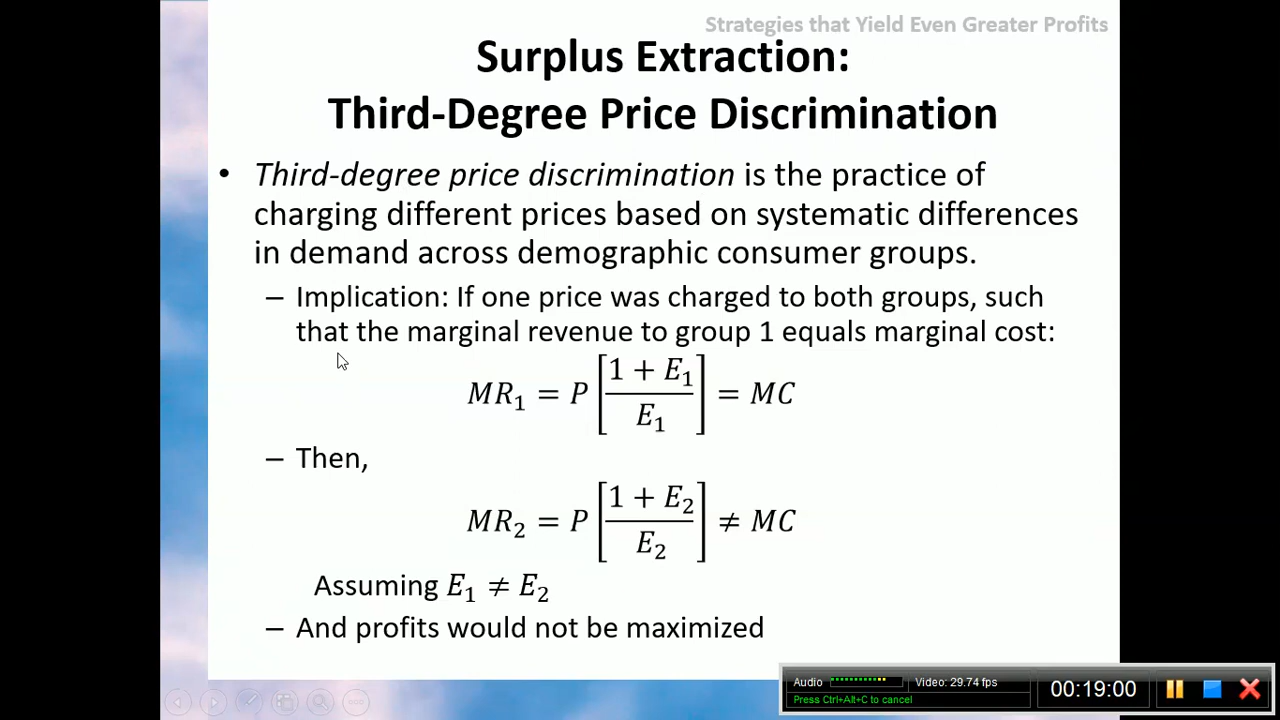 Strategies that Yield Even Greater Profits
Surplus Extraction:
Third-Degree Price Discrimination
• Third-degree price discrimination is the practice of
charging different prices based on systematic differences
in demand across demographic consumer groups.
– Implication: If one price was charged to both groups, such
that the marginal revenue to group 1 equals marginal cost:
MR₁ = P [(1 + E₁)/E₁] = MC
– Then,
MR₂ = P [(1 + E₂)/E₂] ≠ MC
Assuming E₁ ≠ E₂
– And profits would not be maximized
Audio
Video: 29.74 fps
Press Ctrl+Alt+C to cancel
00:19:00